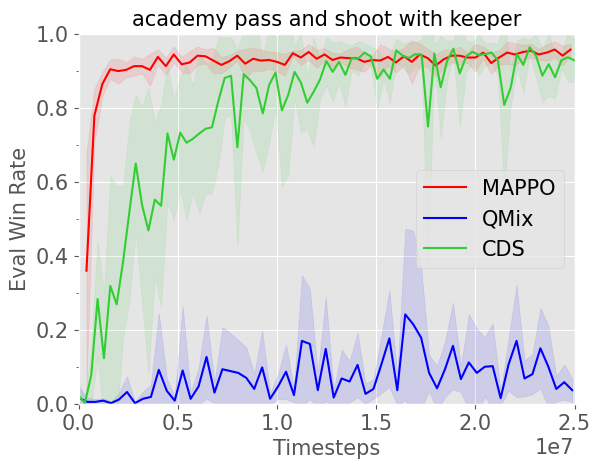 academy pass and shoot with keeper
Eval Win Rate
1.0
0.8
0.6
0.4
0.2
0.0
MAPPO
QMix
CDS
0.0 0.5 1.0 1.5 2.0 2.5
Timesteps
1e7